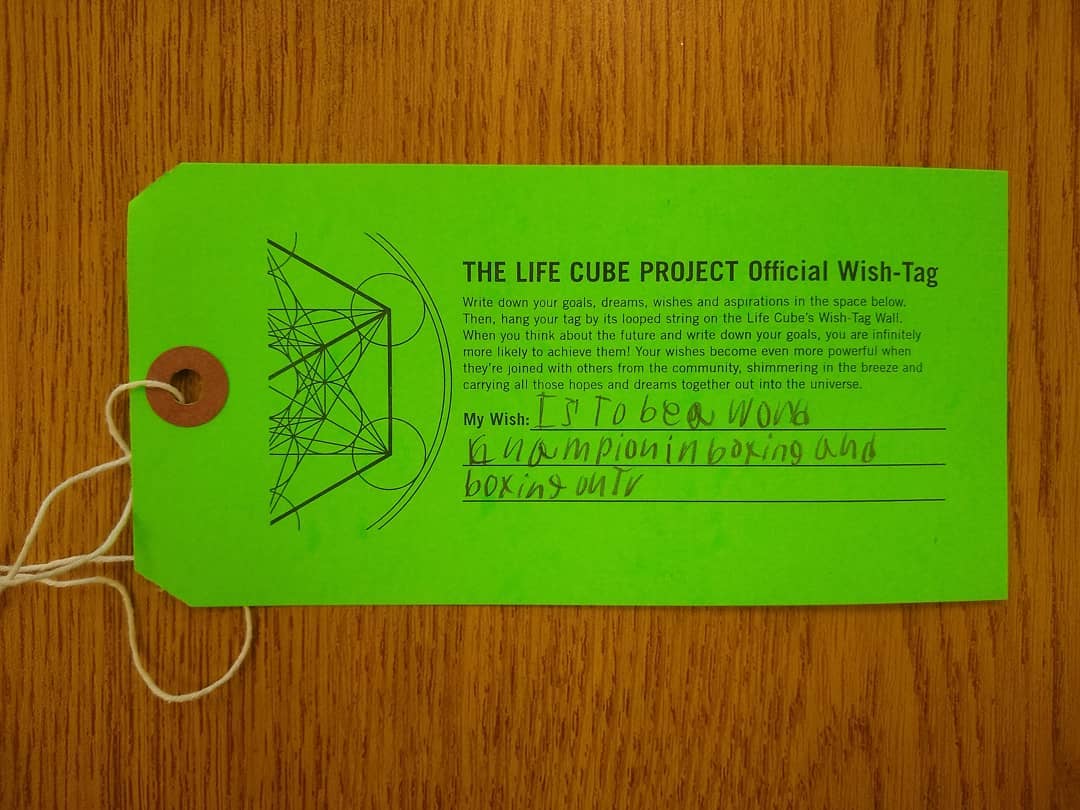 THE LIFE CUBE PROJECT Official Wish-Tag
Write down your goals, dreams, wishes and aspirations in the space below.
Then, hang your tag by its looped string on the Life Cube's Wish-Tag Wall.
When you think about the future and write down your goals, you are infinitely
more likely to achieve them! Your wishes become even more powerful when
they're joined with others from the community, shimmering in the breeze and
carrying all those hopes and dreams together out into the universe.
My Wish: Is To be a world
champion in boxing and
boxing on Tv